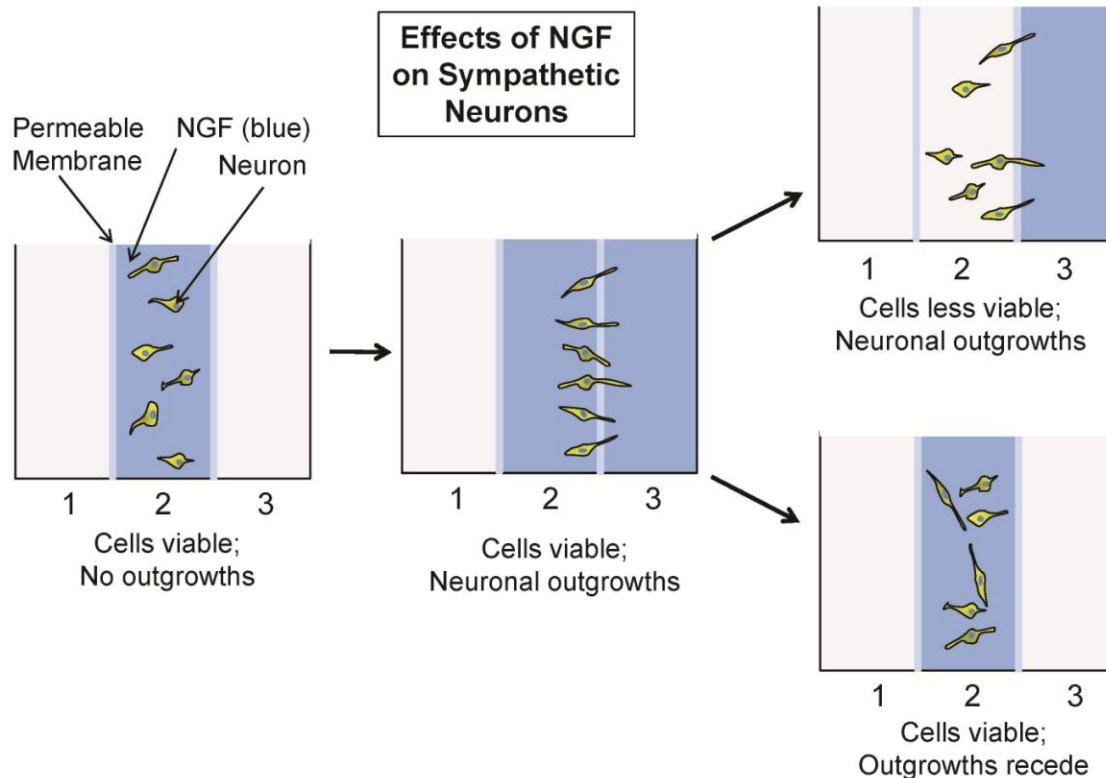 Effects of NGF
on Sympathetic
Neurons
Permeable
Membrane
NGF (blue)
Neuron
1 2 3
Cells viable;
No outgrowths
1 2 3
Cells viable;
Neuronal outgrowths
1 2 3
Cells less viable;
Neuronal outgrowths
1 2 3
Cells viable;
Outgrowths recede